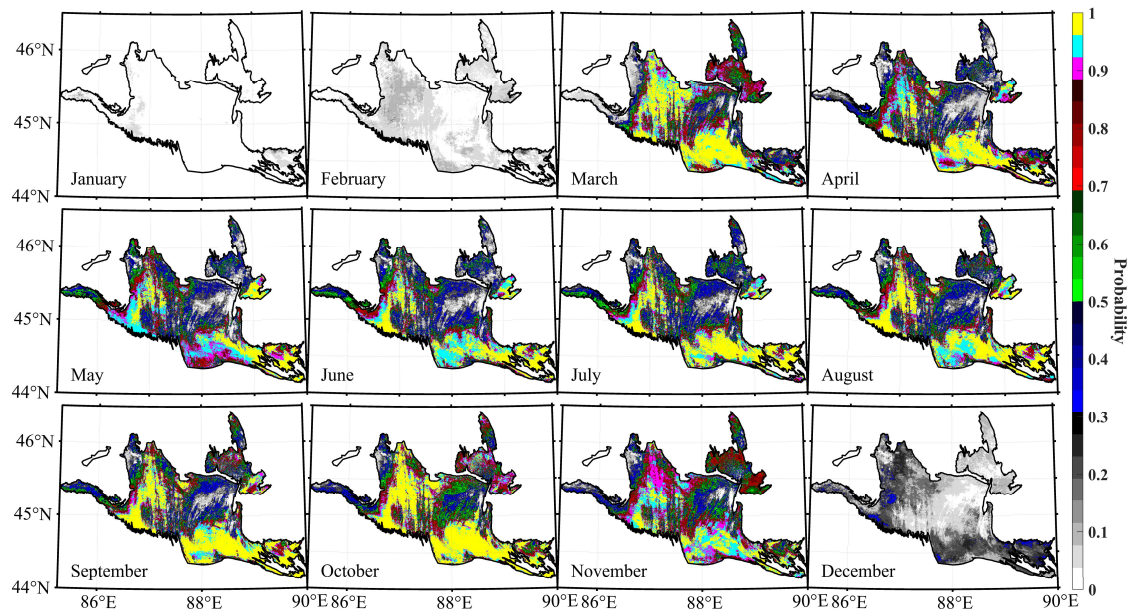 46°N
45°N
44°N
January
February
March
April
1
0.9
0.8
0.7
0.6
0.5
0.4
0.3
0.2
0.1
0
Probability
46°N
45°N
44°N
May
June
July
August
46°N
45°N
44°N
September
October
November
December
86°E 88°E 90°E 86°E 88°E 90°E 86°E 88°E 90°E 86°E 88°E 90°E